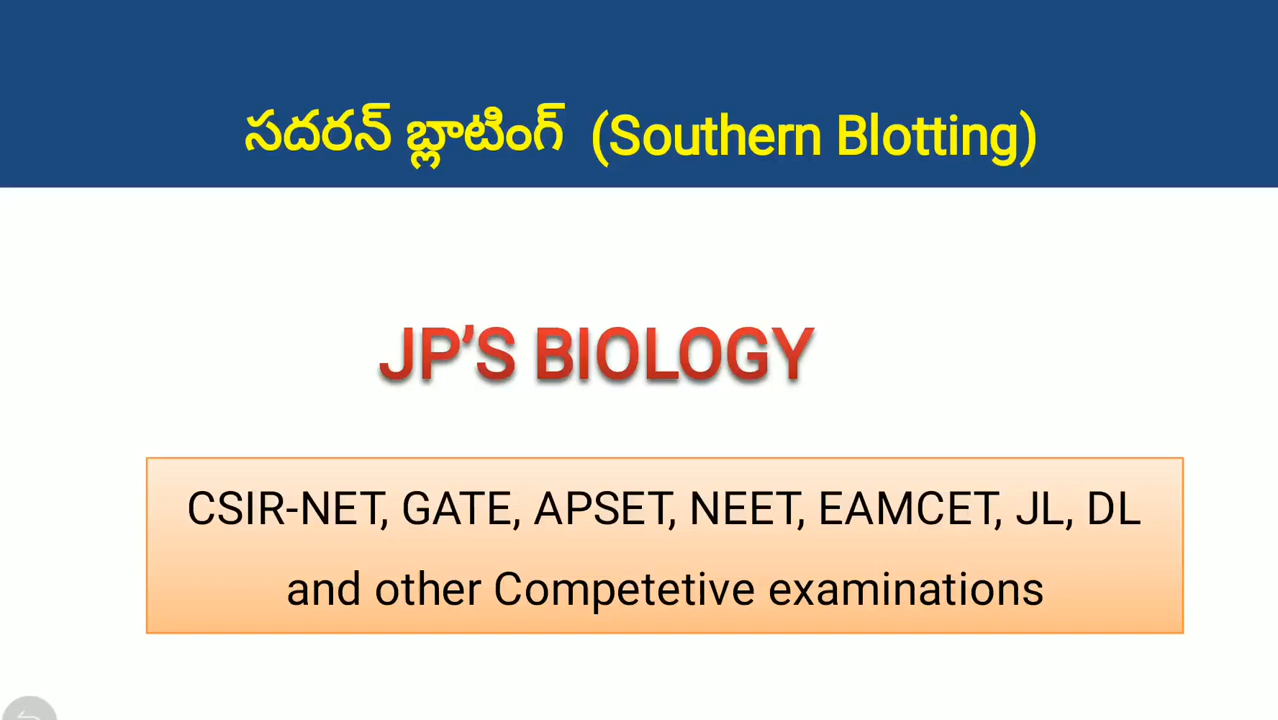 సదరన్ బ్లాటింగ్ (Southern Blotting)
JP’S BIOLOGY
CSIR-NET, GATE, APSET, NEET, EAMCET, JL, DL
and other Competetive examinations